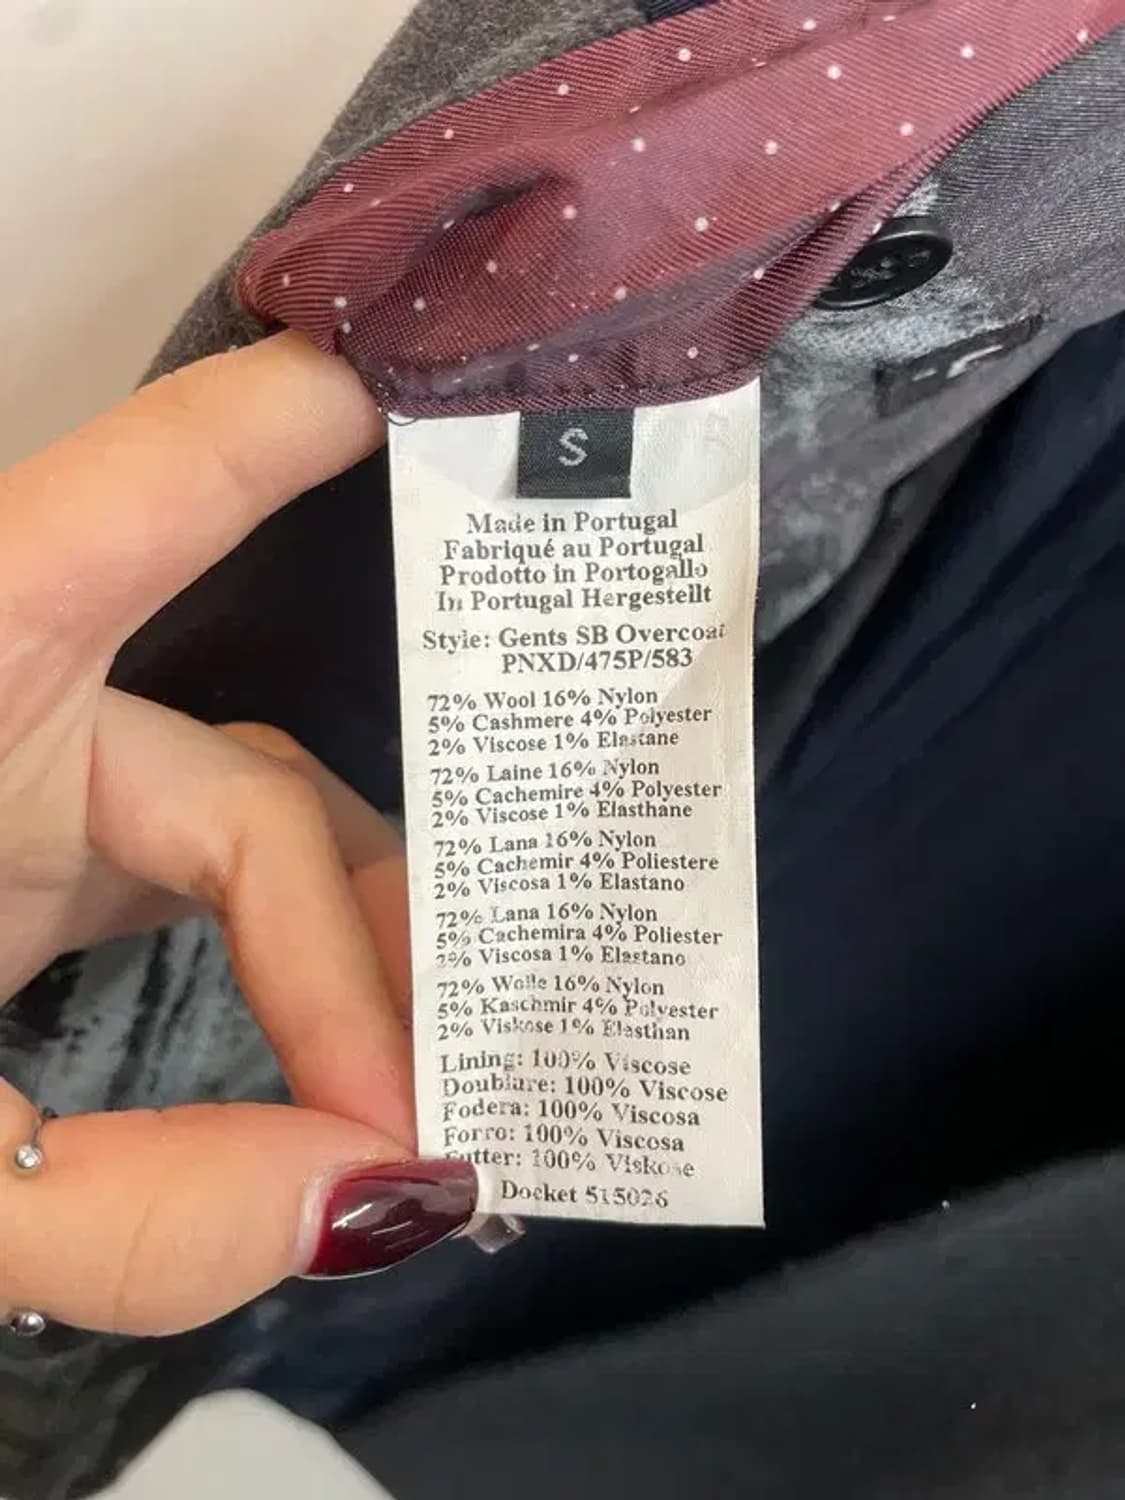 S
Made in Portugal
Fabriqué au Portugal
Prodotto in Portogallo
In Portugal Hergestellt
Style: Gents SB Overcoat
PNXD/475P/583
72% Wool 16% Nylon
5% Cashmere 4% Polyester
2% Viscose 1% Elastane
72% Laine 16% Nylon
5% Cachemire 4% Polyester
2% Viscose 1% Elasthane
72% Lana 16% Nylon
5% Cachemir 4% Poliestere
2% Viscosa 1% Elastano
72% Lana 16% Nylon
5% Cachemira 4% Poliester
2% Viscosa 1% Elastano
72% Wolle 16% Nylon
5% Kaschmir 4% Polyester
2% Viskose 1% Elasthan
Lining: 100% Viscose
Doublure: 100% Viscose
Fodera: 100% Viscosa
Forro: 100% Viscosa
Futter: 100% Viskose
Docket 515026